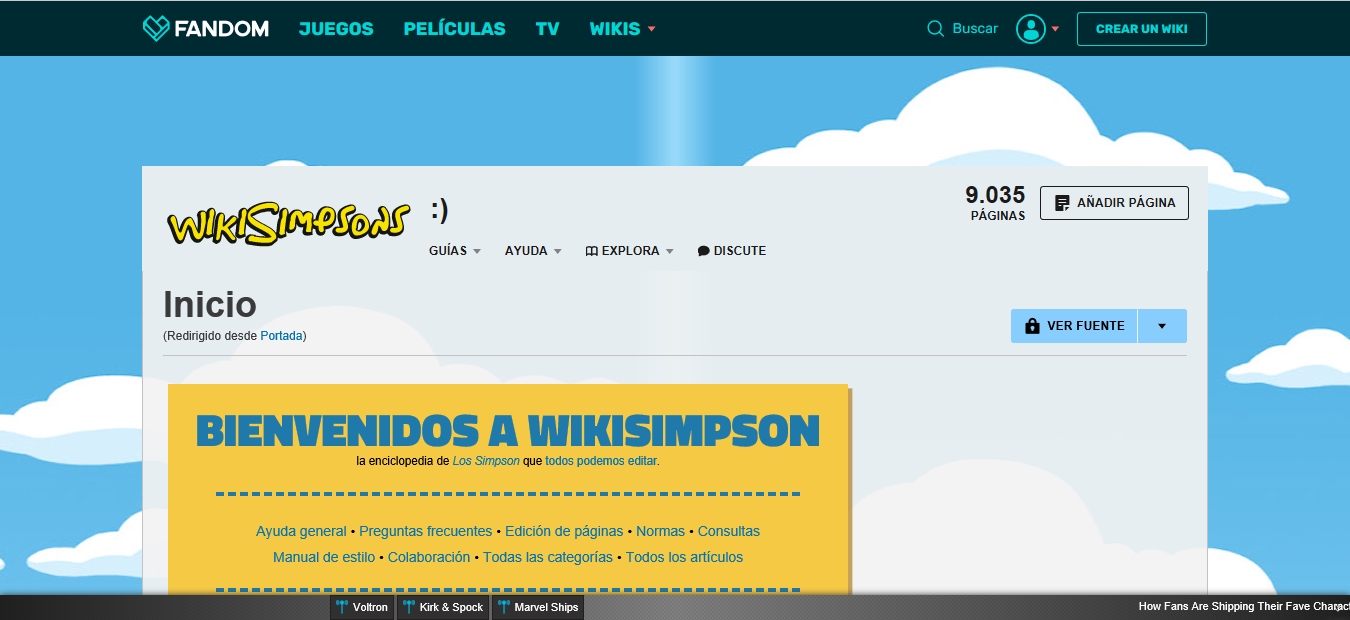 FANDOM JUEGOS PELÍCULAS TV WIKIS Buscar CREAR UN WIKI
WIKISIMPSONS :) 9.035 PÁGINAS AÑADIR PÁGINA
GUÍAS AYUDA EXPLORA DISCUTE
Inicio
(Redirigido desde Portada)
VER FUENTE
BIENVENIDOS A WIKISIMPSON
la enciclopedia de Los Simpson que todos podemos editar.
Ayuda general • Preguntas frecuentes • Edición de páginas • Normas • Consultas
Manual de estilo • Colaboración • Todas las categorías • Todos los artículos
Voltron Kirk & Spock Marvel Ships How Fans Are Shipping Their Fave